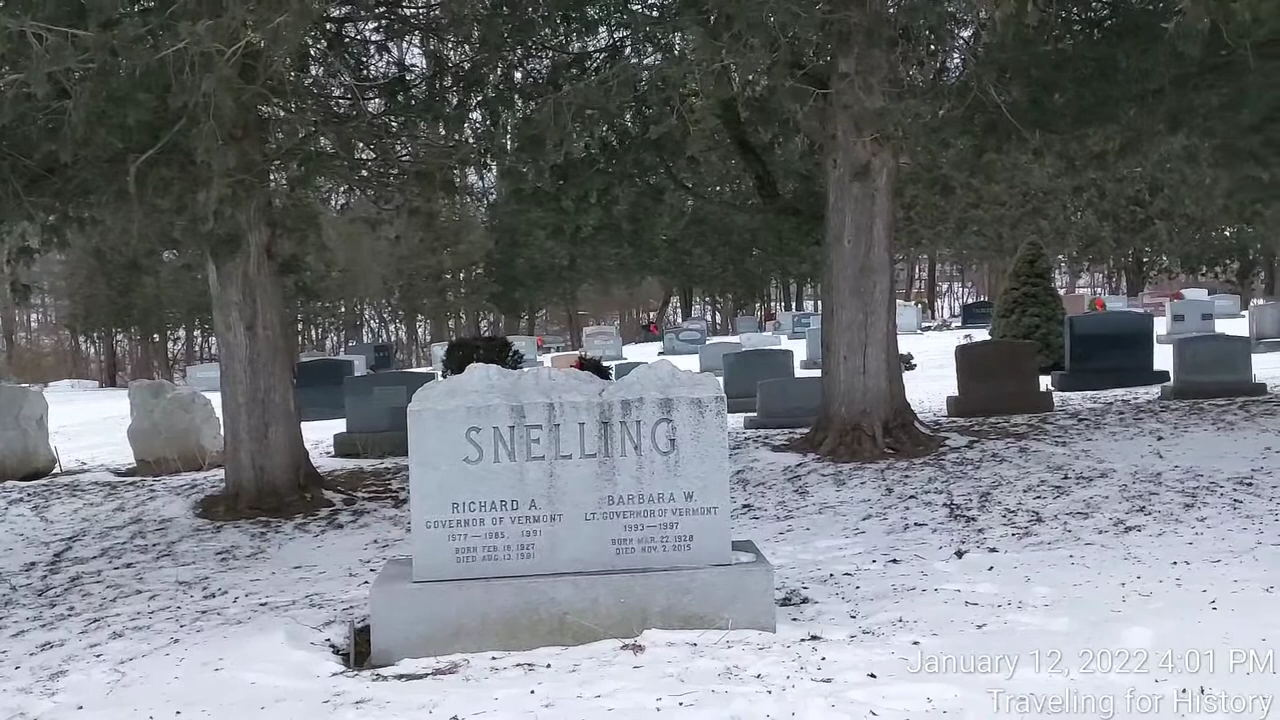 SNELLING
RICHARD A.
GOVERNOR OF VERMONT
1977 — 1985, 1991
BORN FEB. 18, 1927
DIED AUG. 13, 1991
BARBARA W.
LT. GOVERNOR OF VERMONT
1993 — 1997
BORN MAR. 22, 1928
DIED NOV. 2, 2015
January 12, 2022 4:01 PM
Traveling for History